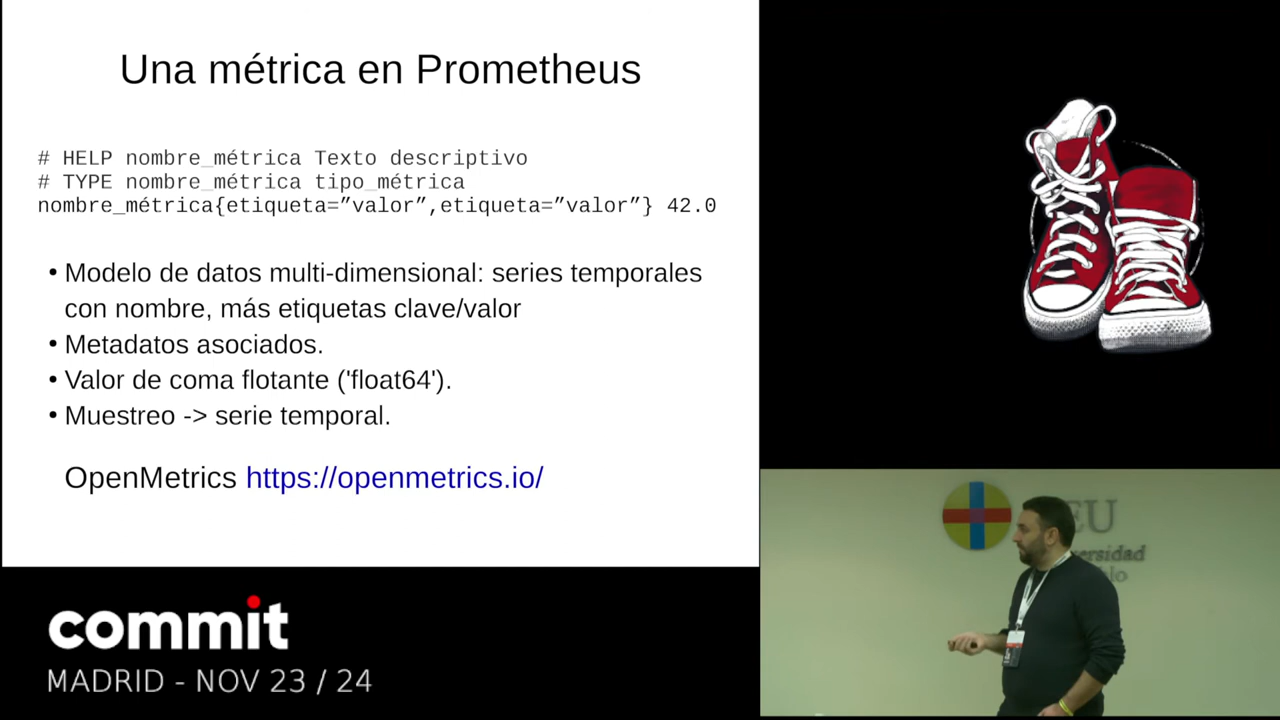 Una métrica en Prometheus
# HELP nombre_métrica Texto descriptivo
# TYPE nombre_métrica tipo_métrica
nombre_métrica{etiqueta=”valor”,etiqueta=”valor”} 42.0
• Modelo de datos multi-dimensional: series temporales
con nombre, más etiquetas clave/valor
• Metadatos asociados.
• Valor de coma flotante ('float64').
• Muestreo -> serie temporal.
OpenMetrics https://openmetrics.io/
commit
MADRID - NOV 23 / 24